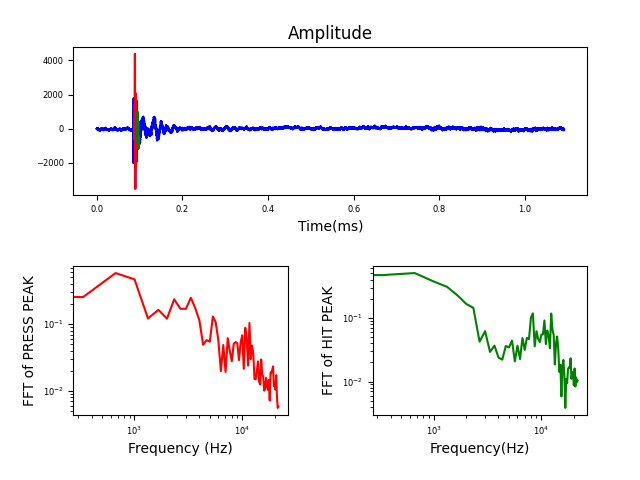 Amplitude
4000
2000
0
−2000
0.0 0.2 0.4 0.6 0.8 1.0
Time(ms)
FFT of PRESS PEAK
10⁻¹
10⁻²
10³ 10⁴
Frequency (Hz)
FFT of HIT PEAK
10⁻¹
10⁻²
10³ 10⁴
Frequency(Hz)